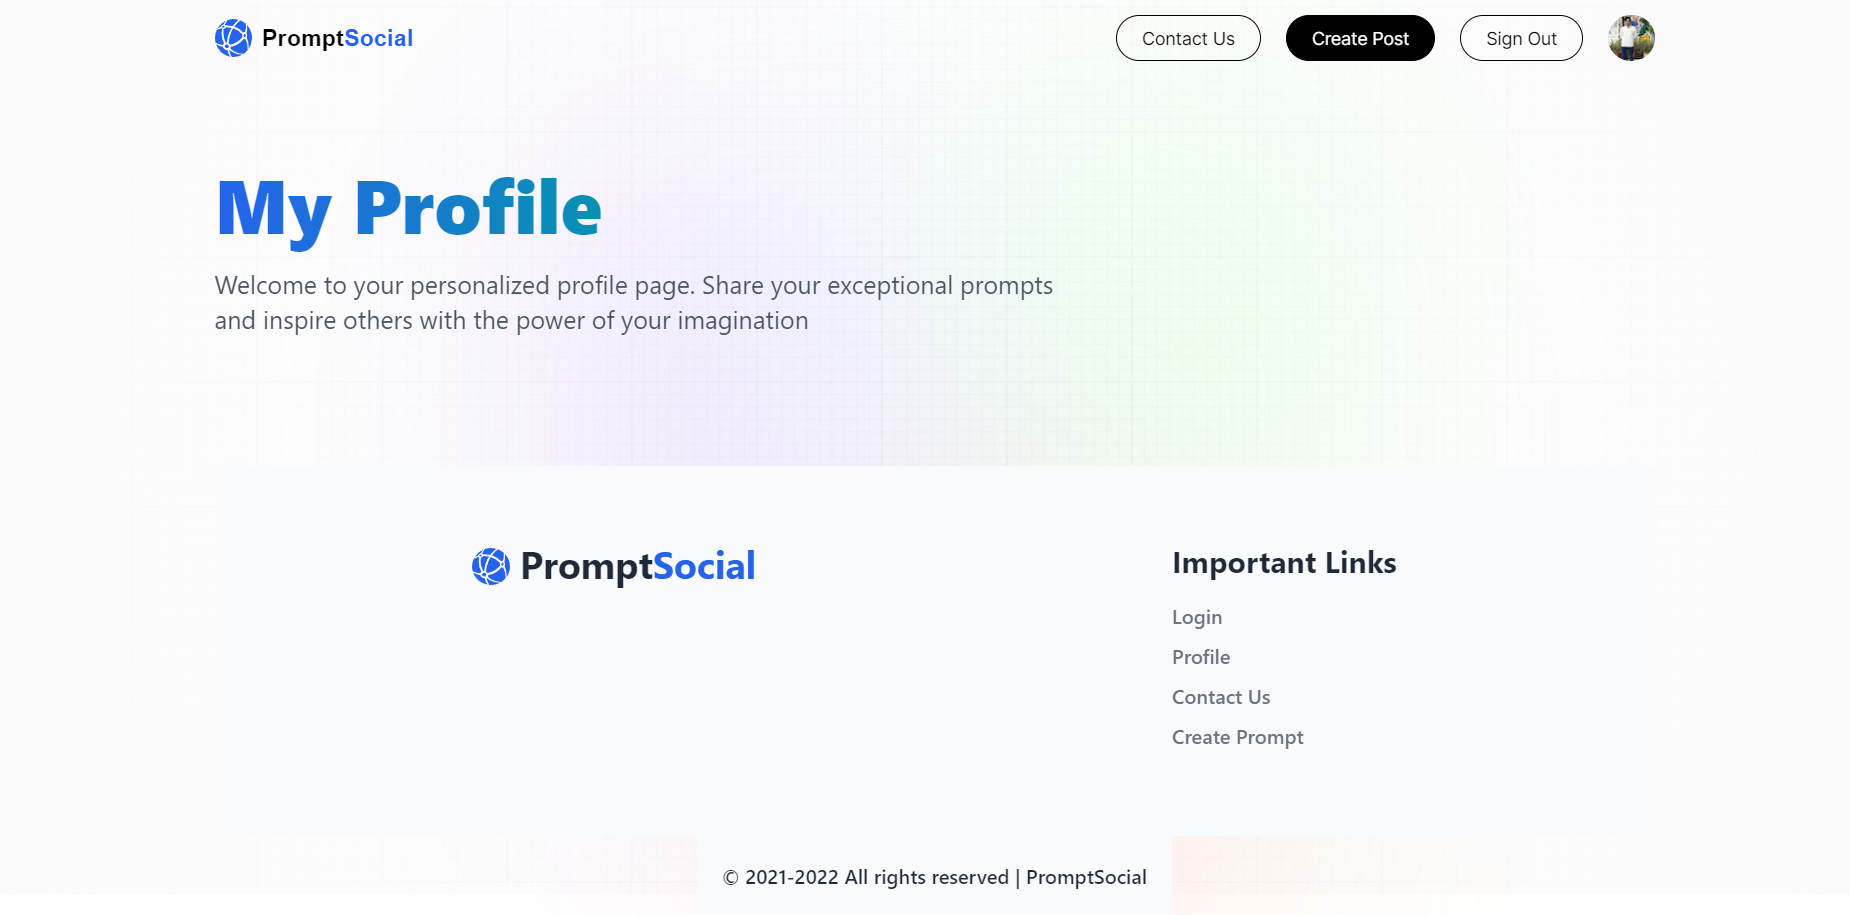 PromptSocial
Contact Us
Create Post
Sign Out
My Profile
Welcome to your personalized profile page. Share your exceptional prompts
and inspire others with the power of your imagination
PromptSocial
Important Links
Login
Profile
Contact Us
Create Prompt
© 2021-2022 All rights reserved | PromptSocial